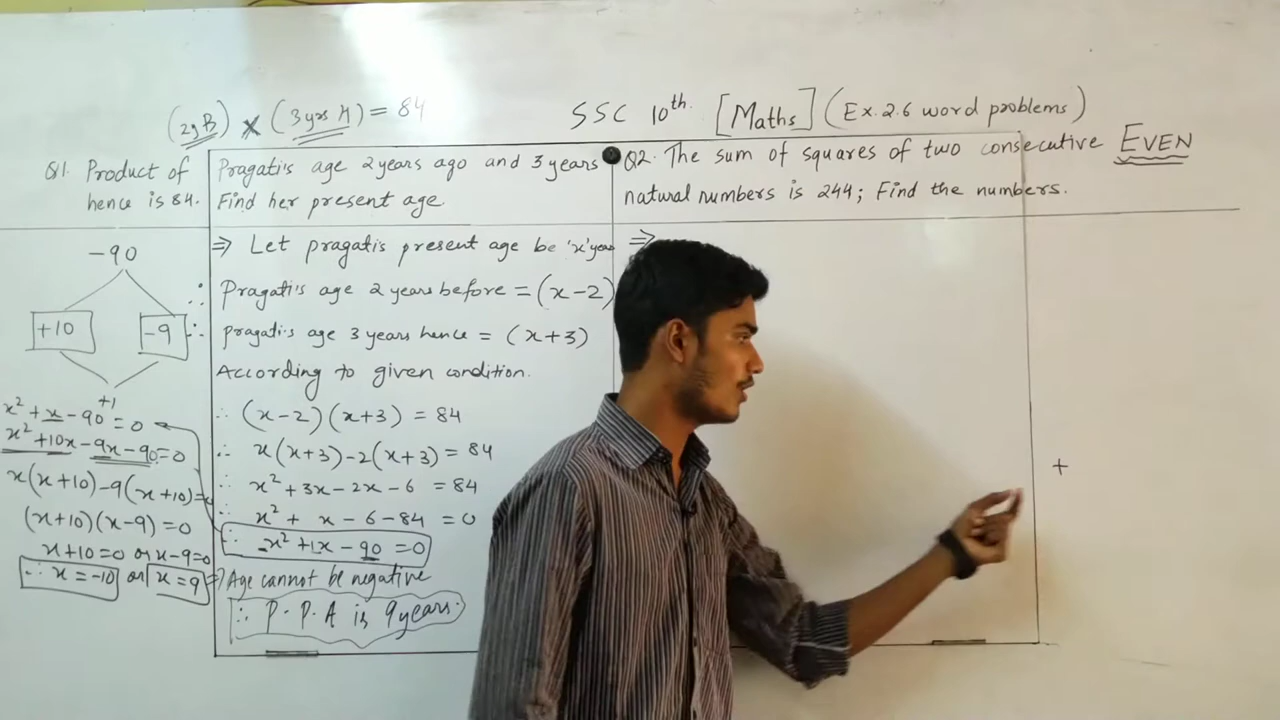 (2yB) × (3yrs H) = 84
SSC 10th. [Maths] (Ex.2.6 word problems)
Q1. Product of Pragati's age 2 years ago and 3 years
hence is 84. Find her present age.
Q2. The sum of squares of two consecutive EVEN
natural numbers is 244; Find the numbers.
-90
+10 -9
+1
x² + x - 90 = 0
x² + 10x - 9x - 90 = 0
x(x+10) - 9(x+10) =
(x+10)(x-9) = 0
x+10=0 or x-9=0
∴ x = -10 or x = 9
⇒ Let pragatis present age be 'x' years
∴ Pragati's age 2 years before = (x-2)
∴ pragati's age 3 years hence = (x+3)
According to given condition.
∴ (x-2)(x+3) = 84
∴ x(x+3)-2(x+3) = 84
∴ x² + 3x - 2x - 6 = 84
∴ x² + x - 6 - 84 = 0
∴ x² + 1x - 90 = 0
⇒ Age cannot be negative
∴ P.P.A is 9 years.
⇒
+